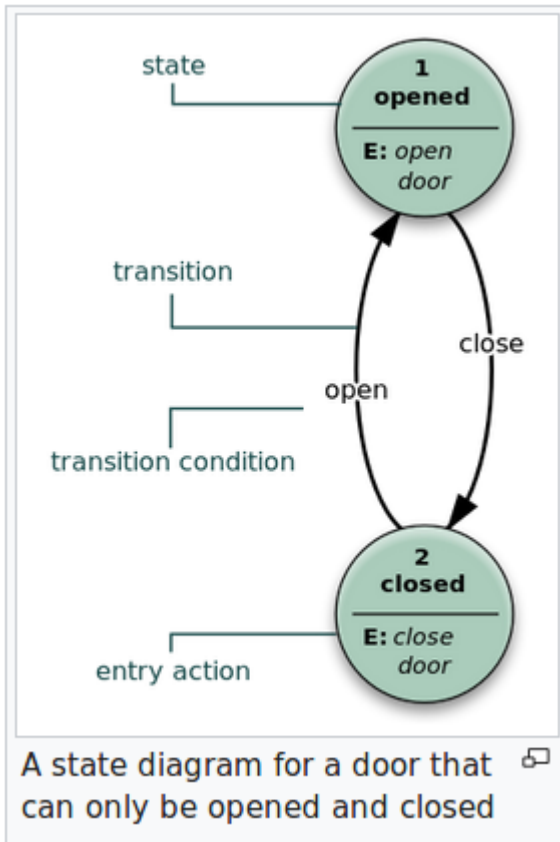 state
1
opened
E: open
door
transition
close
open
transition condition
2
closed
E: close
door
entry action
A state diagram for a door that
can only be opened and closed